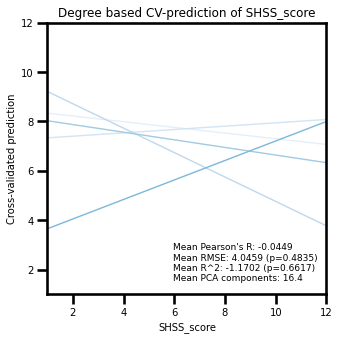 Degree based CV-prediction of SHSS_score
12
10
8
6
4
2
Cross-validated prediction
Mean Pearson's R: -0.0449
Mean RMSE: 4.0459 (p=0.4835)
Mean R^2: -1.1702 (p=0.6617)
Mean PCA components: 16.4
2 4 6 8 10 12
SHSS_score